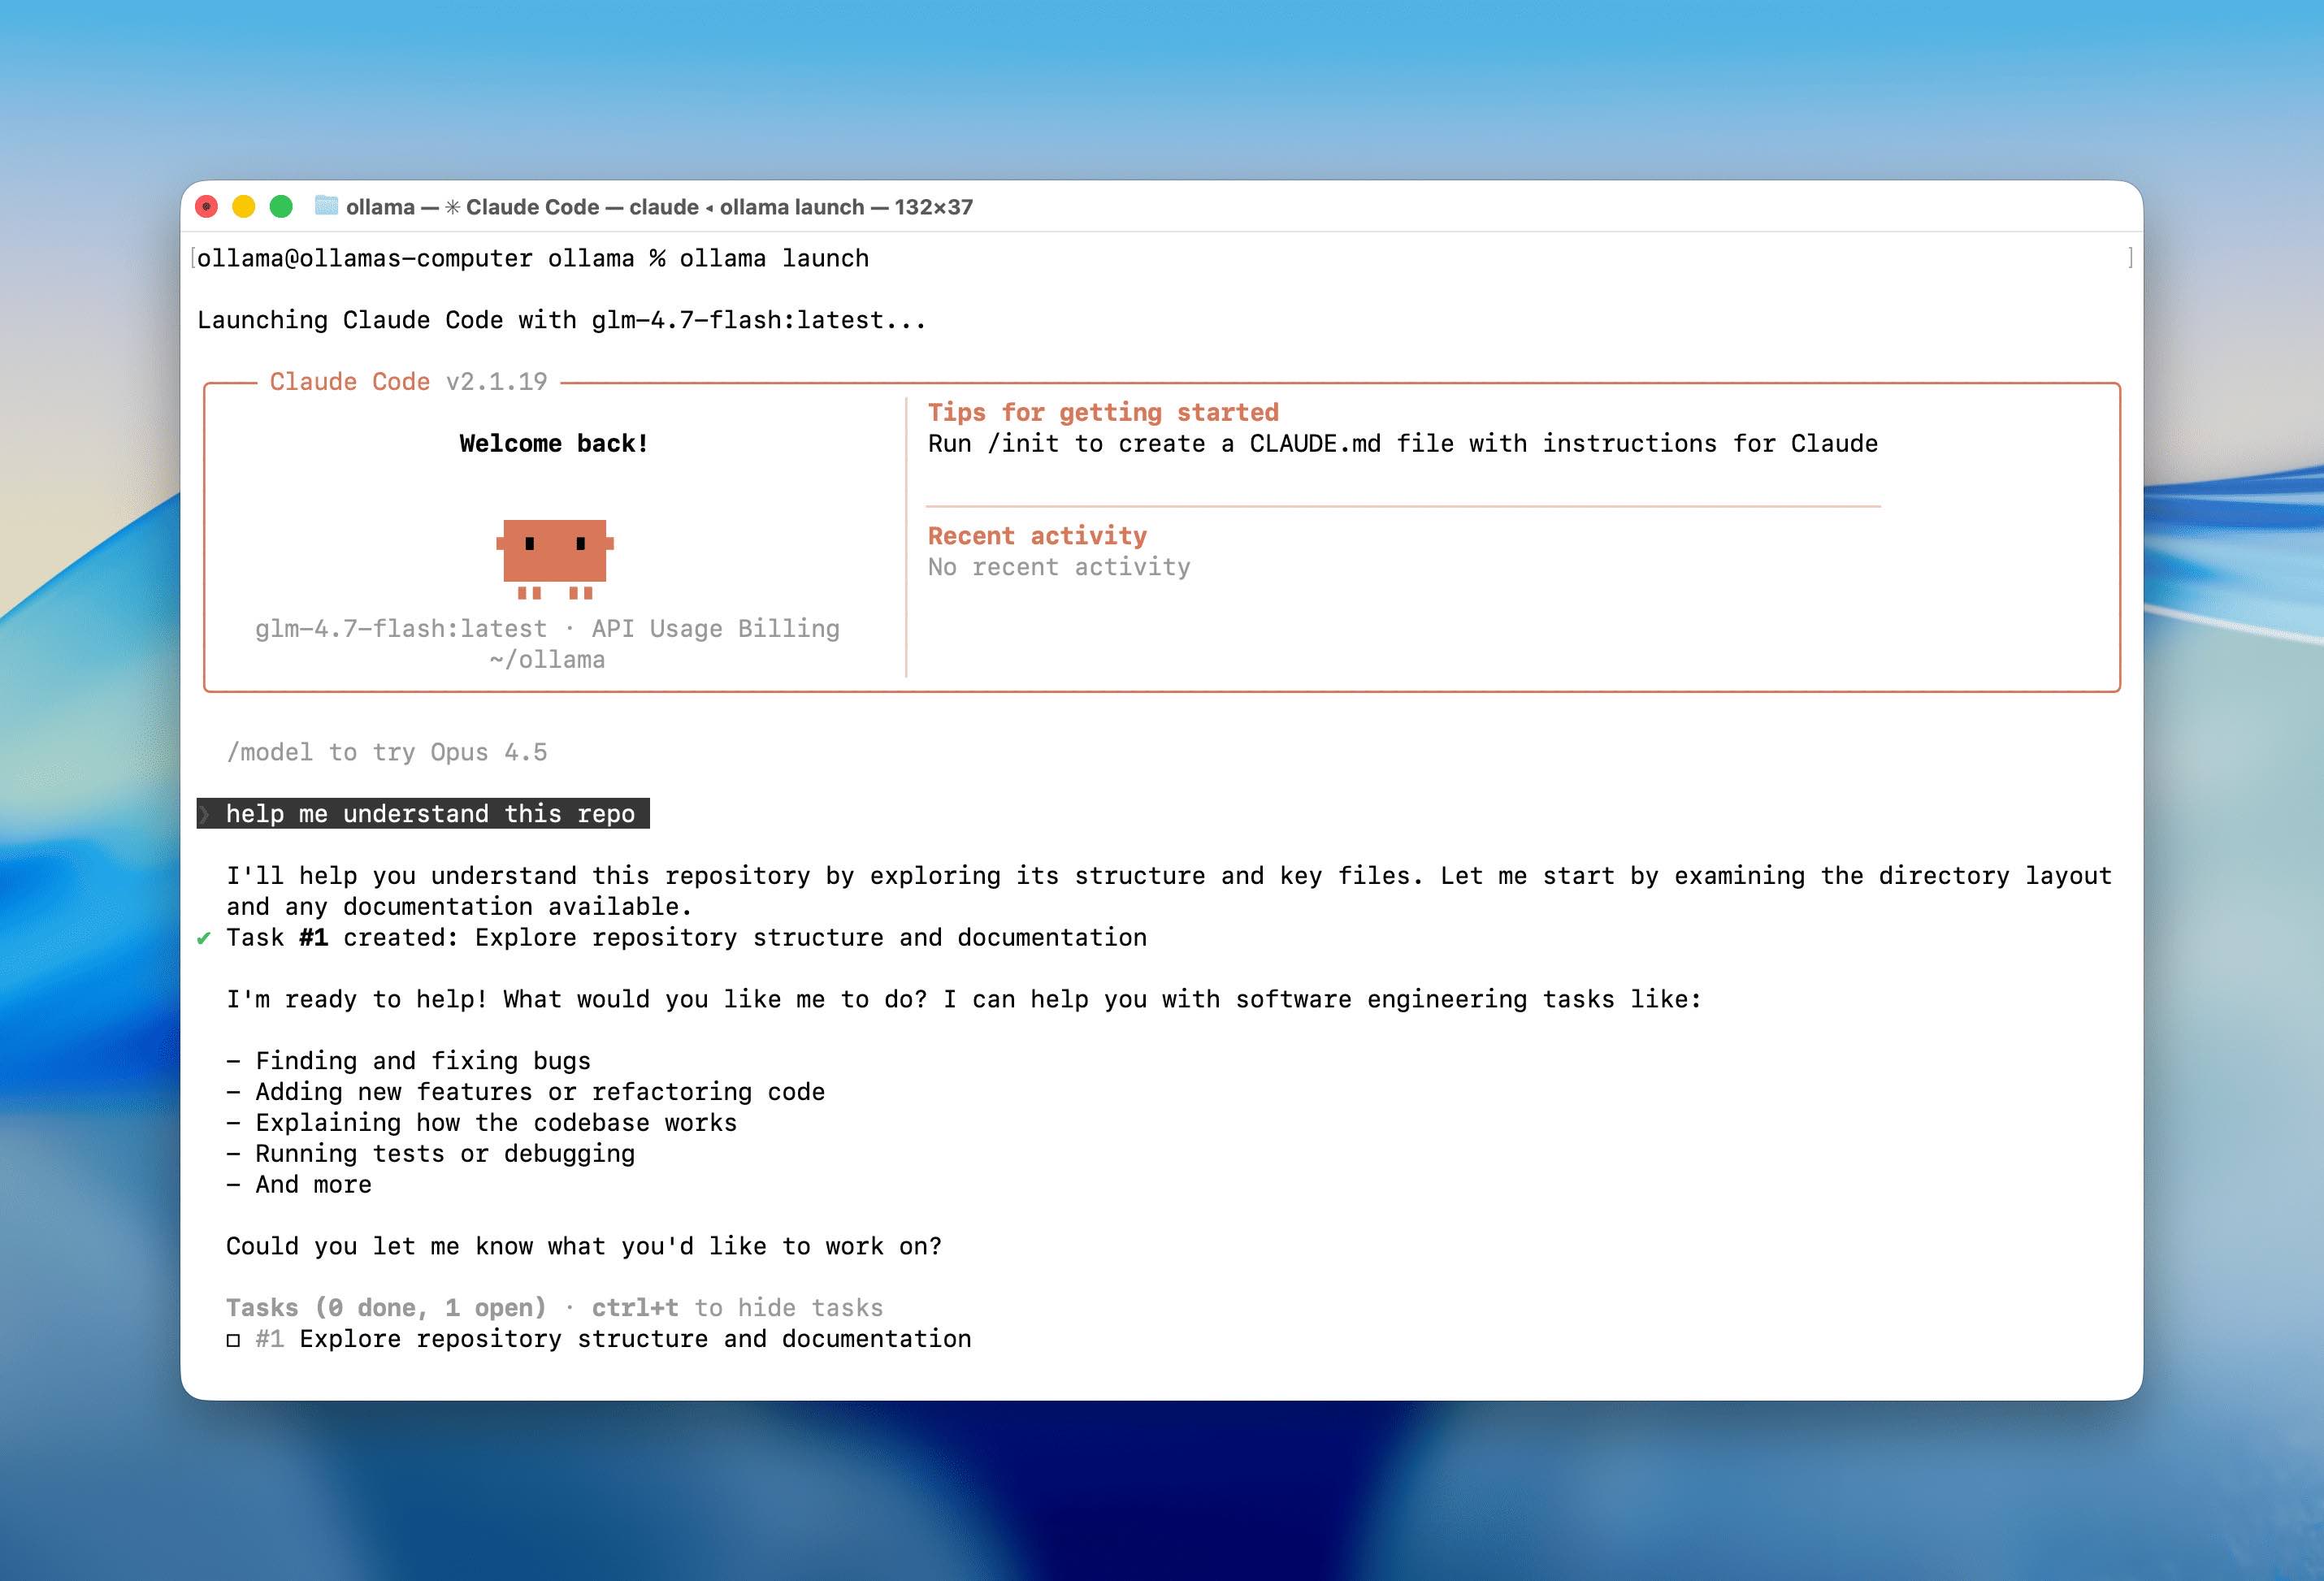 ollama — ✳ Claude Code — claude ◂ ollama launch — 132×37
[ollama@ollamas-computer ollama % ollama launch ]
Launching Claude Code with glm-4.7-flash:latest...
Claude Code v2.1.19
Welcome back!
glm-4.7-flash:latest · API Usage Billing
~/ollama
Tips for getting started
Run /init to create a CLAUDE.md file with instructions for Claude
Recent activity
No recent activity
/model to try Opus 4.5
❯ help me understand this repo
I'll help you understand this repository by exploring its structure and key files. Let me start by examining the directory layout
and any documentation available.
✔ Task #1 created: Explore repository structure and documentation
I'm ready to help! What would you like me to do? I can help you with software engineering tasks like:
- Finding and fixing bugs
- Adding new features or refactoring code
- Explaining how the codebase works
- Running tests or debugging
- And more
Could you let me know what you'd like to work on?
Tasks (0 done, 1 open) · ctrl+t to hide tasks
□ #1 Explore repository structure and documentation